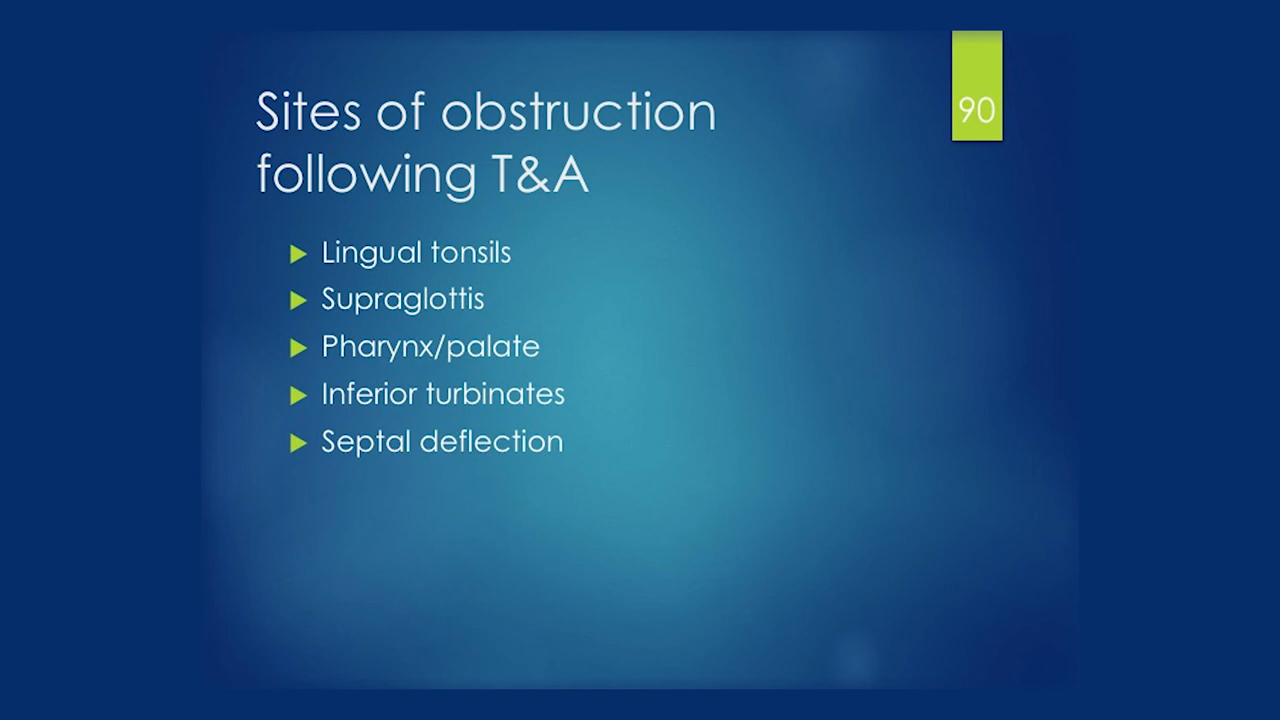 Sites of obstruction
following T&A
90
Lingual tonsils
Supraglottis
Pharynx/palate
Inferior turbinates
Septal deflection